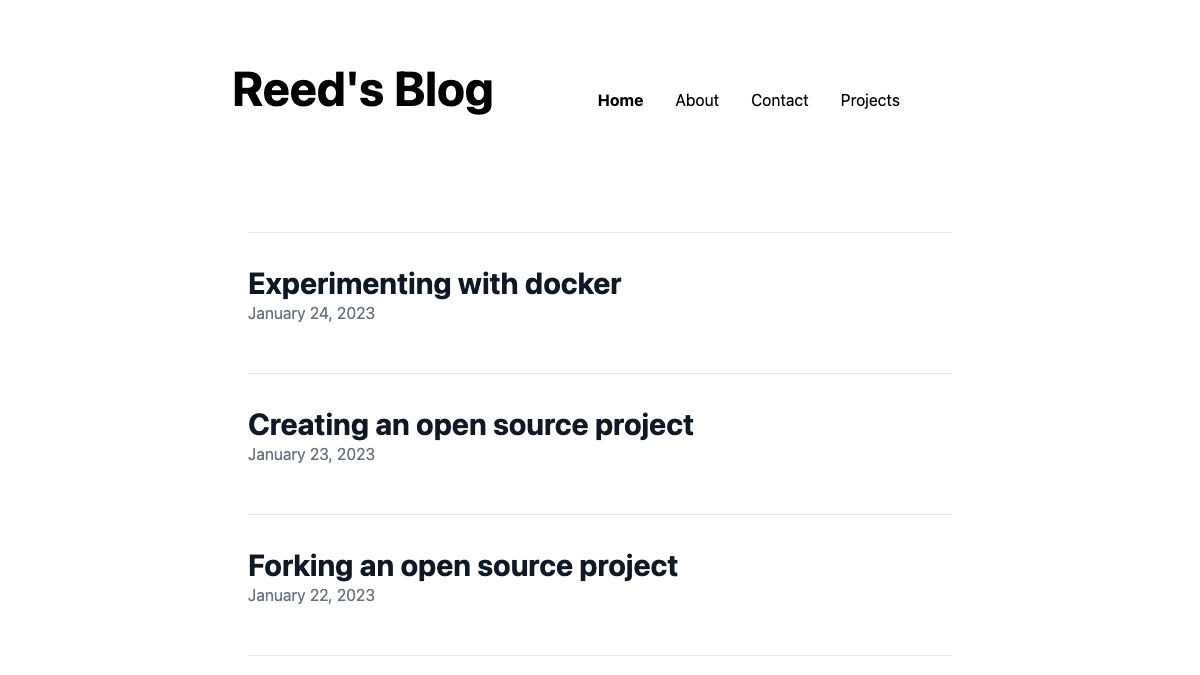 Reed's Blog
Home About Contact Projects
Experimenting with docker
January 24, 2023
Creating an open source project
January 23, 2023
Forking an open source project
January 22, 2023